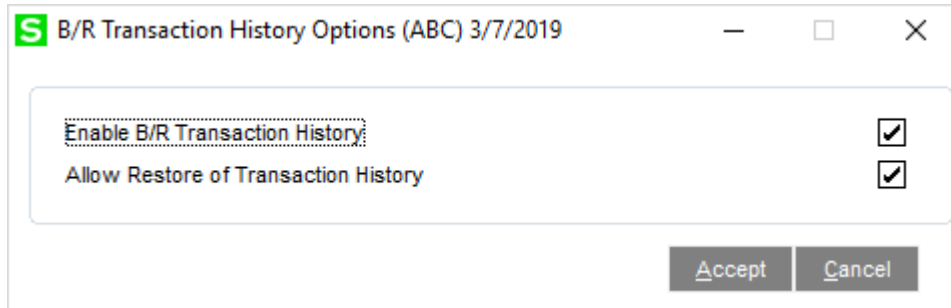 S B/R Transaction History Options (ABC) 3/7/2019
Enable B/R Transaction History
Allow Restore of Transaction History
Accept Cancel